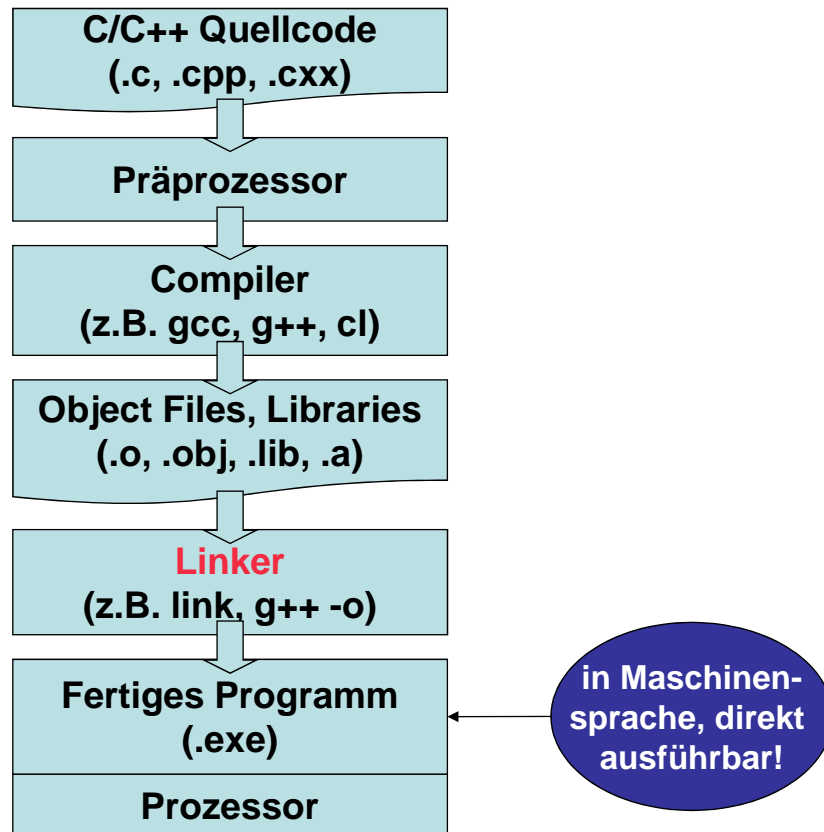 C/C++ Quellcode
(.c, .cpp, .cxx)
Präprozessor
Compiler
(z.B. gcc, g++, cl)
Object Files, Libraries
(.o, .obj, .lib, .a)
Linker
(z.B. link, g++ -o)
Fertiges Programm
(.exe)
in Maschinen-
sprache, direkt
ausführbar!
Prozessor